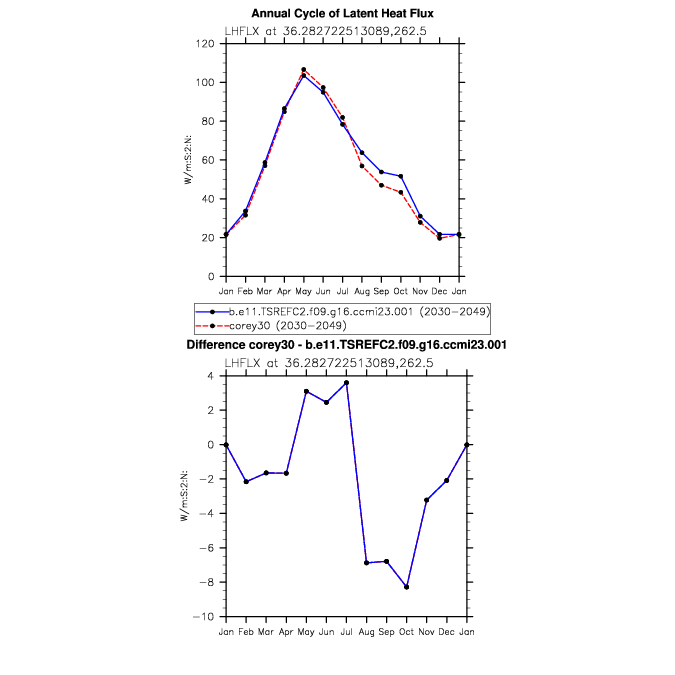 Annual Cycle of Latent Heat Flux
LHFLX at 36.282722513089,262.5
120
100
80
60
40
20
0
W/m:S:2:N:
Jan Feb Mar Apr May Jun Jul Aug Sep Oct Nov Dec Jan
b.e11.TSREFC2.f09.g16.ccmi23.001 (2030-2049)
corey30 (2030-2049)
Difference corey30 - b.e11.TSREFC2.f09.g16.ccmi23.001
LHFLX at 36.282722513089,262.5
4
2
0
-2
-4
-6
-8
-10
W/m:S:2:N:
Jan Feb Mar Apr May Jun Jul Aug Sep Oct Nov Dec Jan